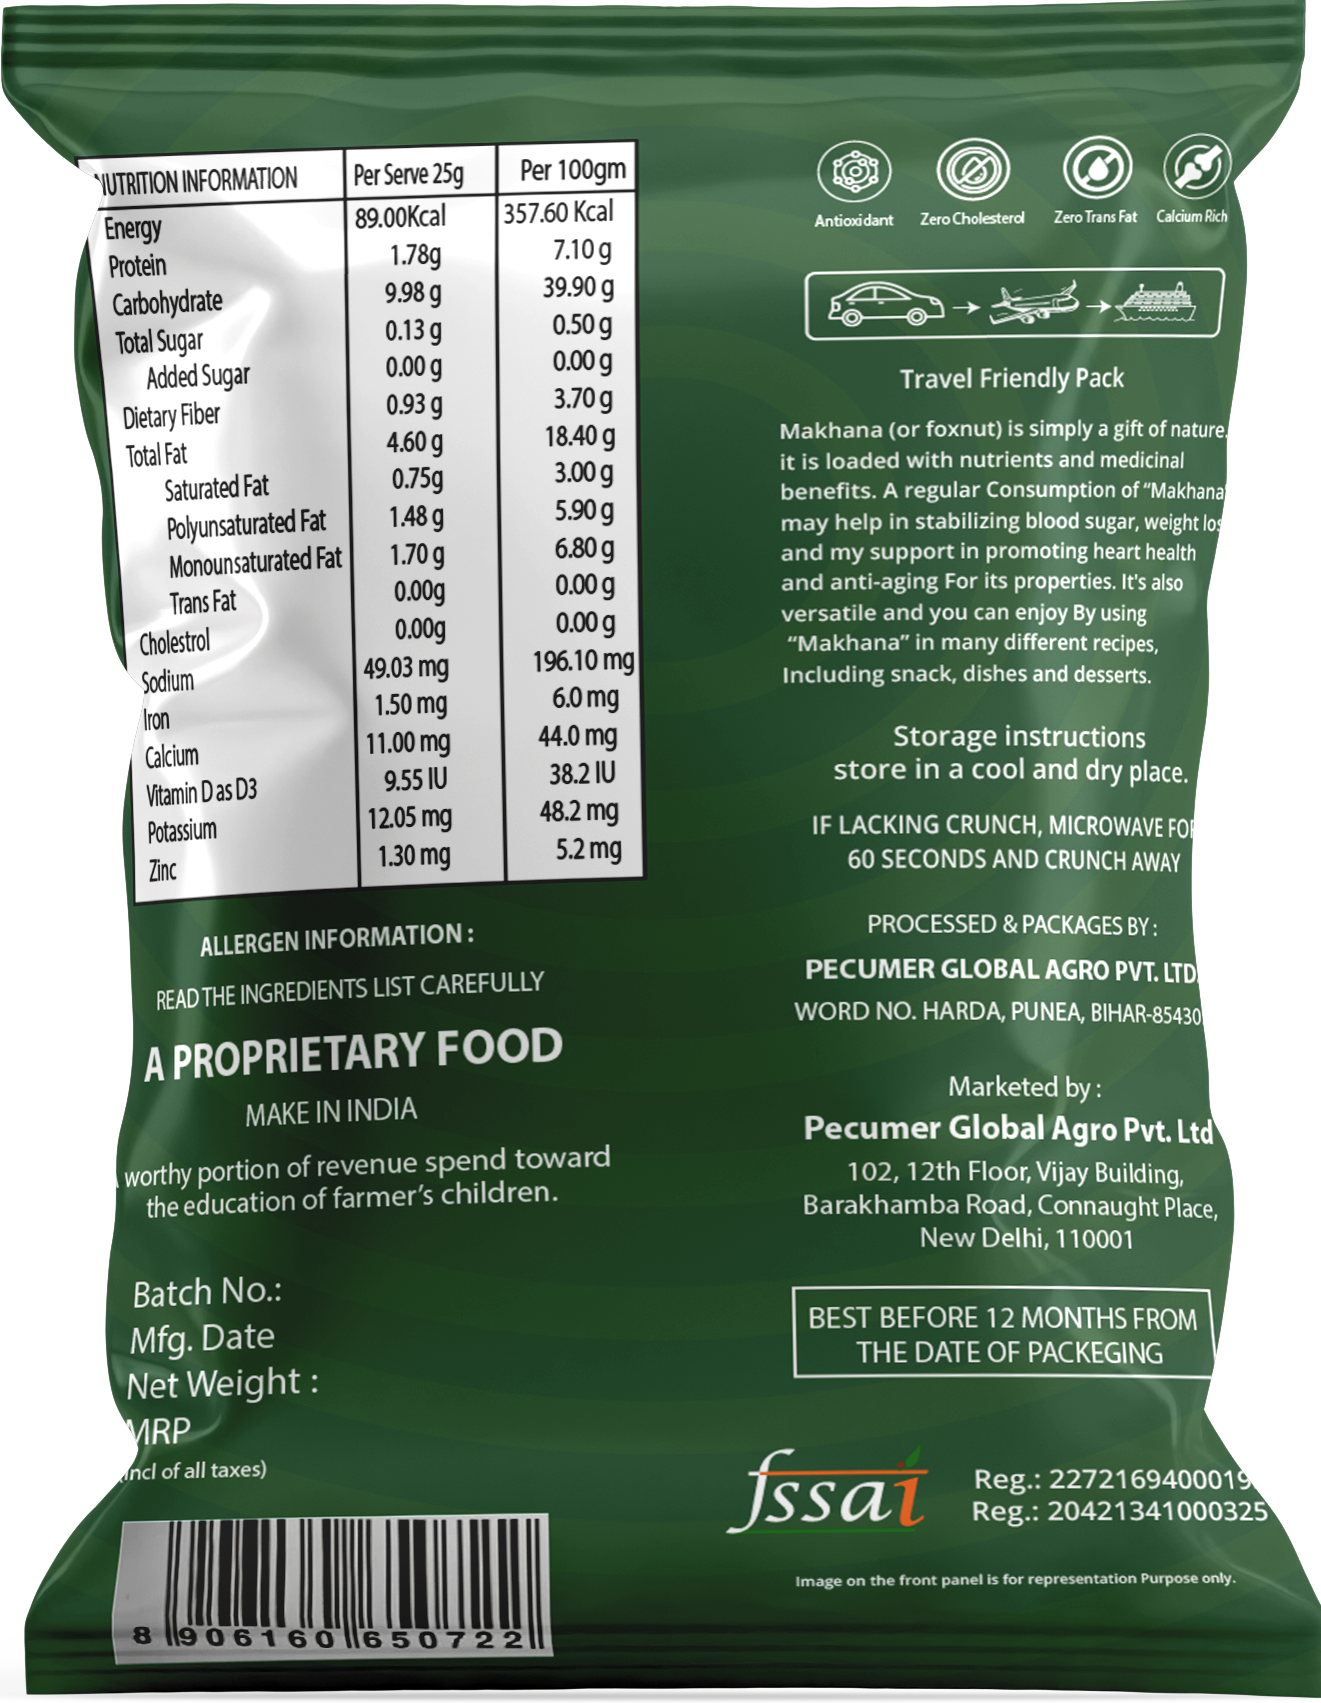 NUTRITION INFORMATION Per Serve 25g Per 100gm
Energy 89.00Kcal 357.60 Kcal
Protein 1.78g 7.10 g
Carbohydrate 9.98 g 39.90 g
Total Sugar 0.13 g 0.50 g
Added Sugar 0.00 g 0.00 g
Dietary Fiber 0.93 g 3.70 g
Total Fat 4.60 g 18.40 g
Saturated Fat 0.75g 3.00 g
Polyunsaturated Fat 1.48 g 5.90 g
Monounsaturated Fat 1.70 g 6.80 g
Trans Fat 0.00g 0.00 g
Cholestrol 0.00g 0.00 g
Sodium 49.03 mg 196.10 mg
Iron 1.50 mg 6.0 mg
Calcium 11.00 mg 44.0 mg
Vitamin D as D3 9.55 IU 38.2 IU
Potassium 12.05 mg 48.2 mg
Zinc 1.30 mg 5.2 mg
ALLERGEN INFORMATION :
READ THE INGREDIENTS LIST CAREFULLY
A PROPRIETARY FOOD
MAKE IN INDIA
worthy portion of revenue spend toward
the education of farmer's children.
Batch No.:
Mfg. Date
Net Weight :
MRP
(incl of all taxes)
8 906160 650722
Antioxidant Zero Cholesterol Zero Trans Fat Calcium Rich
Travel Friendly Pack
Makhana (or foxnut) is simply a gift of nature.
it is loaded with nutrients and medicinal
benefits. A regular Consumption of “Makhana”
may help in stabilizing blood sugar, weight los
and my support in promoting heart health
and anti-aging For its properties. It's also
versatile and you can enjoy By using
“Makhana” in many different recipes,
Including snack, dishes and desserts.
Storage instructions
store in a cool and dry place.
IF LACKING CRUNCH, MICROWAVE FOR
60 SECONDS AND CRUNCH AWAY
PROCESSED & PACKAGES BY :
PECUMER GLOBAL AGRO PVT. LTD.
WORD NO. HARDA, PUNEA, BIHAR-85430
Marketed by :
Pecumer Global Agro Pvt. Ltd
102, 12th Floor, Vijay Building,
Barakhamba Road, Connaught Place,
New Delhi, 110001
BEST BEFORE 12 MONTHS FROM
THE DATE OF PACKEGING
fssai
Reg.: 2272169400019
Reg.: 20421341000325
Image on the front panel is for representation Purpose only.